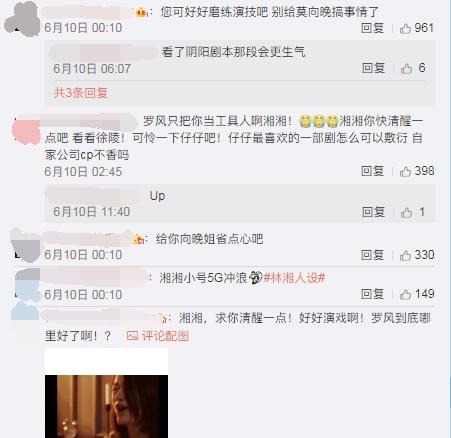 ：您可好好磨练演技吧 别给莫向晚搞事情了
6月10日 00:10 回复 961
看了阴阳剧本那段会更生气
6月10日 06:07 回复 6
共3条回复
罗风只把你当工具人啊湘湘！湘湘你快清醒一
点吧 看看徐陵！可怜一下仔仔吧！仔仔最喜欢的一部剧怎么可以敷衍 自
家公司cp不香吗
6月10日 02:45 回复 398
Up
6月10日 11:40 回复 1
：给你向晚姐省点心吧
6月10日 00:10 回复 330
：湘湘小号5G冲浪 #林湘人设#
6月10日 00:10 回复 149
：湘湘，求你清醒一点！好好演戏啊！罗风到底哪
里好了啊！？ 评论配图